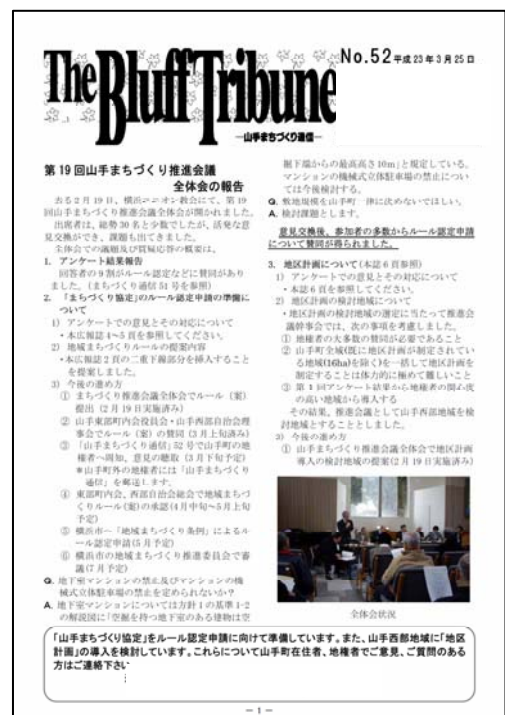 The Bluff Tribune
No.52 平成23年3月25日
―山手まちづくり通信―
第19回山手まちづくり推進会議
全体会の報告
去る2月19日、横浜ユニオン教会にて、第19
回山手まちづくり推進会議全体会が開かれました。
出席者は、総勢30名と少数でしたが、活発な意
見交換ができ、課題も出てきました。
全体会での議題及び質疑応答の概要は、
1. アンケート結果報告
回答者の9割がルール認定などに賛同があり
ました。(まちづくり通信51号を参照)
2. 「まちづくり協定」のルール認定申請の準備に
ついて
1) アンケートでの意見とその対応について
・本広報誌4～5頁を参照してください。
2) 地域まちづくりルールの提案内容
・本広報誌2頁の二重下線部分を挿入すること
を提案しました。
3) 今後の進め方
① まちづくり推進会議全体会でルール(案)
提出(2月19日実施済み)
② 山手東部町内会役員会・山手西部自治会理
事会でルール(案)の賛同(3月上旬済み)
③ 「山手まちづくり通信」52号で山手町の地
権者へ周知、意見の聴取(3月下旬予定)
＊山手町外の地権者には「山手まちづくり
通信」を郵送します。
④ 東部町内会、西部自治会総会で地域まちづ
くりルール(案)の承認(4月中旬～5月上旬
予定)
⑤ 横浜市へ「地域まちづくり条例」によるル
ール認定申請(5月予定)
⑥ 横浜市の地域まちづくり推進委員会で審
議(7月予定)
Q. 地下室マンションの禁止及びマンションの機
械式立体駐車場の禁止を定められないか?
A. 地下室マンションについては方針1の基準1-2
の解説図に「空掘を持つ地下室のある建物は空
掘下端からの最高高さ10m」と規定している。
マンションの機械式立体駐車場の禁止につい
ては今後検討する。
Q. 敷地規模を山手町一律に決めないでほしい。
A. 検討課題とします。
意見交換後、参加者の多数からルール認定申請
について賛同が得られました。
3. 地区計画について(本誌6頁参照)
1) アンケートでの意見とその対応について
・本誌6頁を参照してください。
2) 地区計画の検討地域について
・地区計画の検討地域の選定に当たって推進会
議幹事会では、次の事項を考慮しました。
① 地権者の大多数の賛同が必要であること
② 山手町全域(既に地区計画が制定されてい
る地域(16ha)を除く)を一括して地区計画を
制定することは体力的に極めて難しいこと
③ 第1回アンケート結果から地権者の関心度
の高い地域から導入する
その結果、推進会議として山手西部地域を検
討地域とすることとしました。
3) 今後の進め方
① 山手まちづくり推進会議全体会で地区計画
導入の検討地域の提案(2月19日実施済み)
全体会状況
「山手まちづくり協定」をルール認定申請に向けて準備しています。また、山手西部地域に「地区
計画」の導入を検討しています。これらについて山手町在住者、地権者でご意見、ご質問のある
方はご連絡下さい
－1－